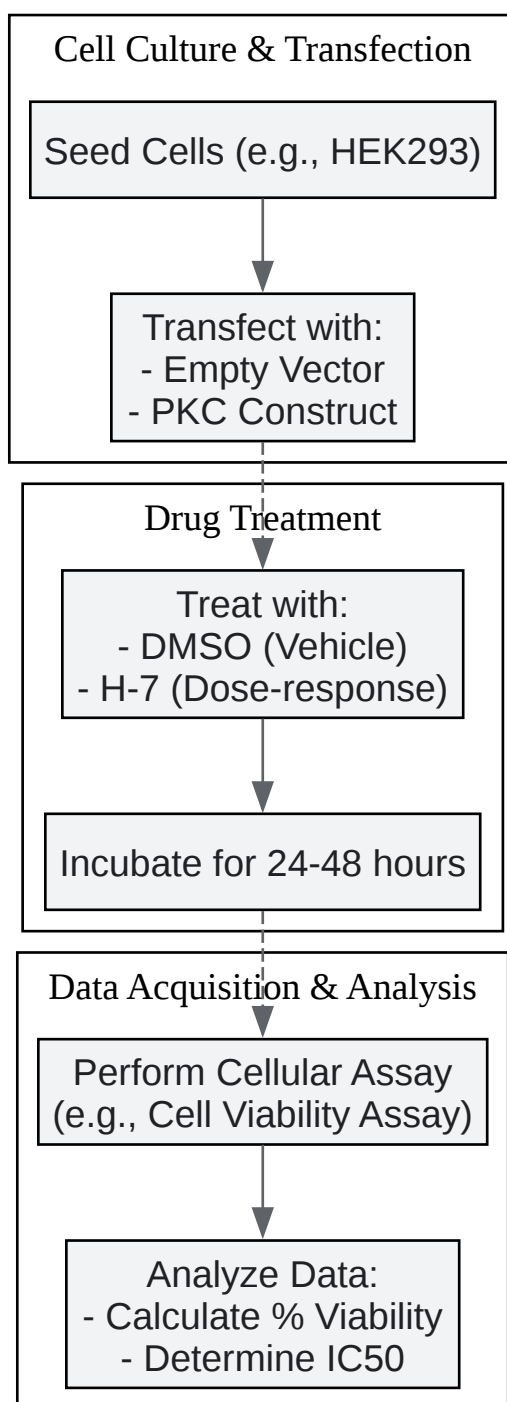 Cell Culture & Transfection
Seed Cells (e.g., HEK293)
Transfect with:
- Empty Vector
- PKC Construct
Drug Treatment
Treat with:
- DMSO (Vehicle)
- H-7 (Dose-response)
Incubate for 24-48 hours
Data Acquisition & Analysis
Perform Cellular Assay
(e.g., Cell Viability Assay)
Analyze Data:
- Calculate % Viability
- Determine IC50